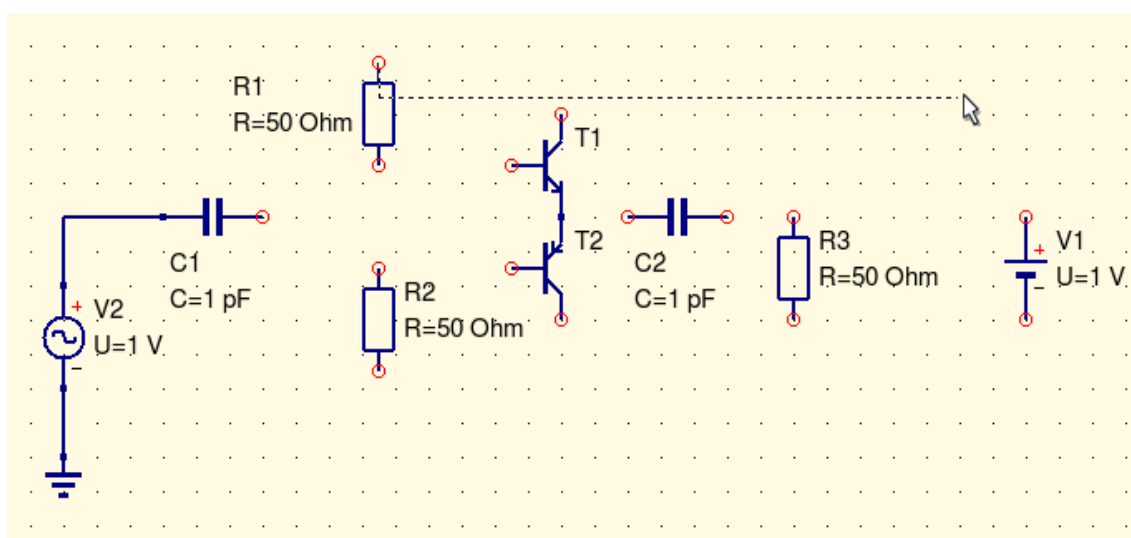 R1
R=50 Ohm
T1
T2
C1
C=1 pF
C2
C=1 pF
R3
R=50 Ohm
V1
U=1 V
R2
R=50 Ohm
V2
U=1 V